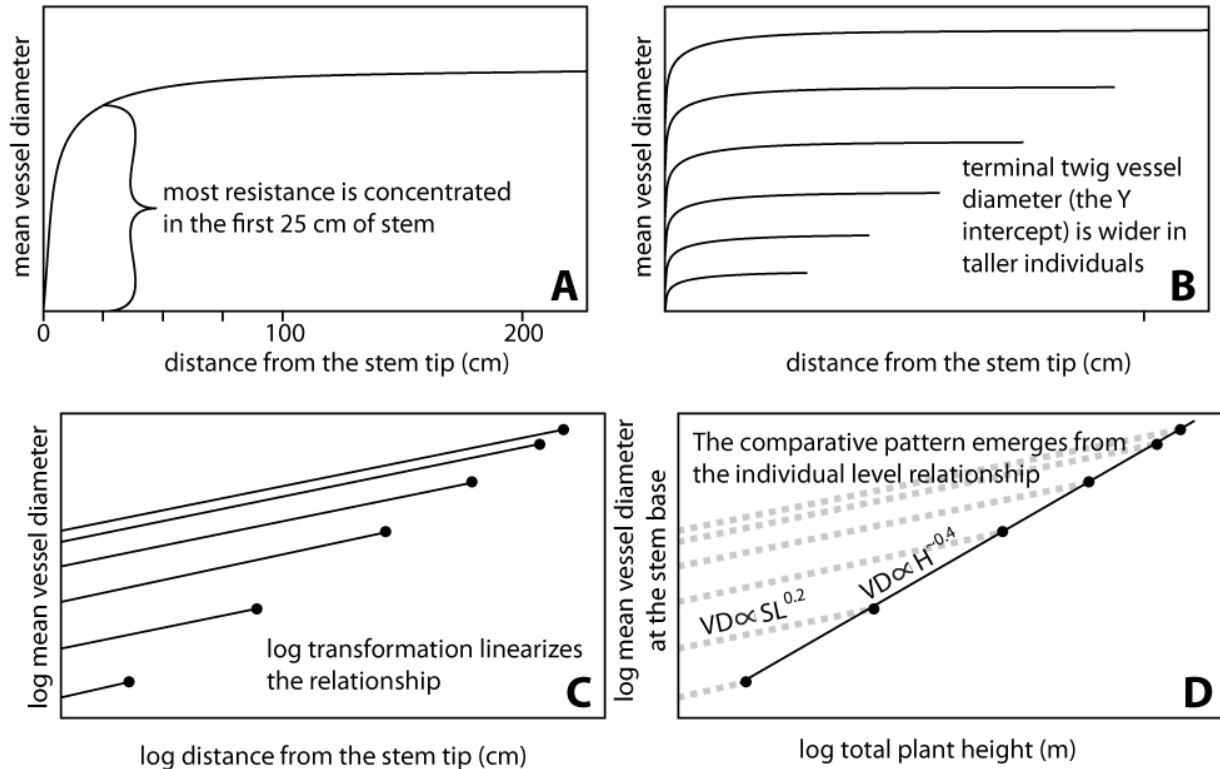 mean vessel diameter
most resistance is concentrated
in the first 25 cm of stem
A
0
100
200
distance from the stem tip (cm)
mean vessel diameter
terminal twig vessel
diameter (the Y
intercept) is wider in
taller individuals
B
distance from the stem tip (cm)
log mean vessel diameter
log transformation linearizes
the relationship
C
log distance from the stem tip (cm)
log mean vessel diameter
at the stem base
The comparative pattern emerges from
the individual level relationship
VD∝H~0.4
VD∝SL0.2
D
log total plant height (m)